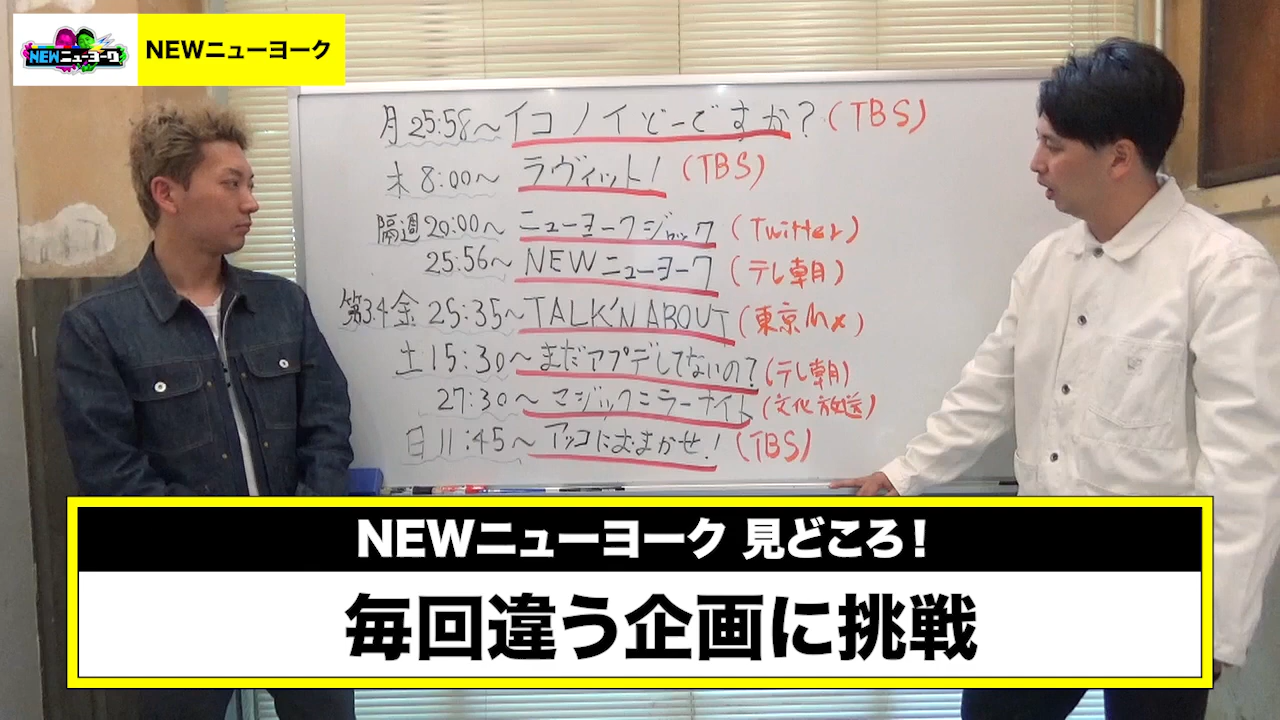 NEWニューヨーク NEWニューヨーク
月 25:58～ イコノイどーですか？ (TBS)
木 8:00～ ラヴィット！ (TBS)
隔週 20:00～ ニューヨークジャック (Twitter)
25:56～ NEWニューヨーク (テレ朝)
第3.4金 25:35～ TALK'N ABOUT (東京MX)
土 15:30～ まだアプデしてないの？ (テレ朝)
27:30～ マジックミラーナイト (文化放送)
日 11:45～ アッコにおまかせ！ (TBS)
NEWニューヨーク 見どころ！
毎回違う企画に挑戦